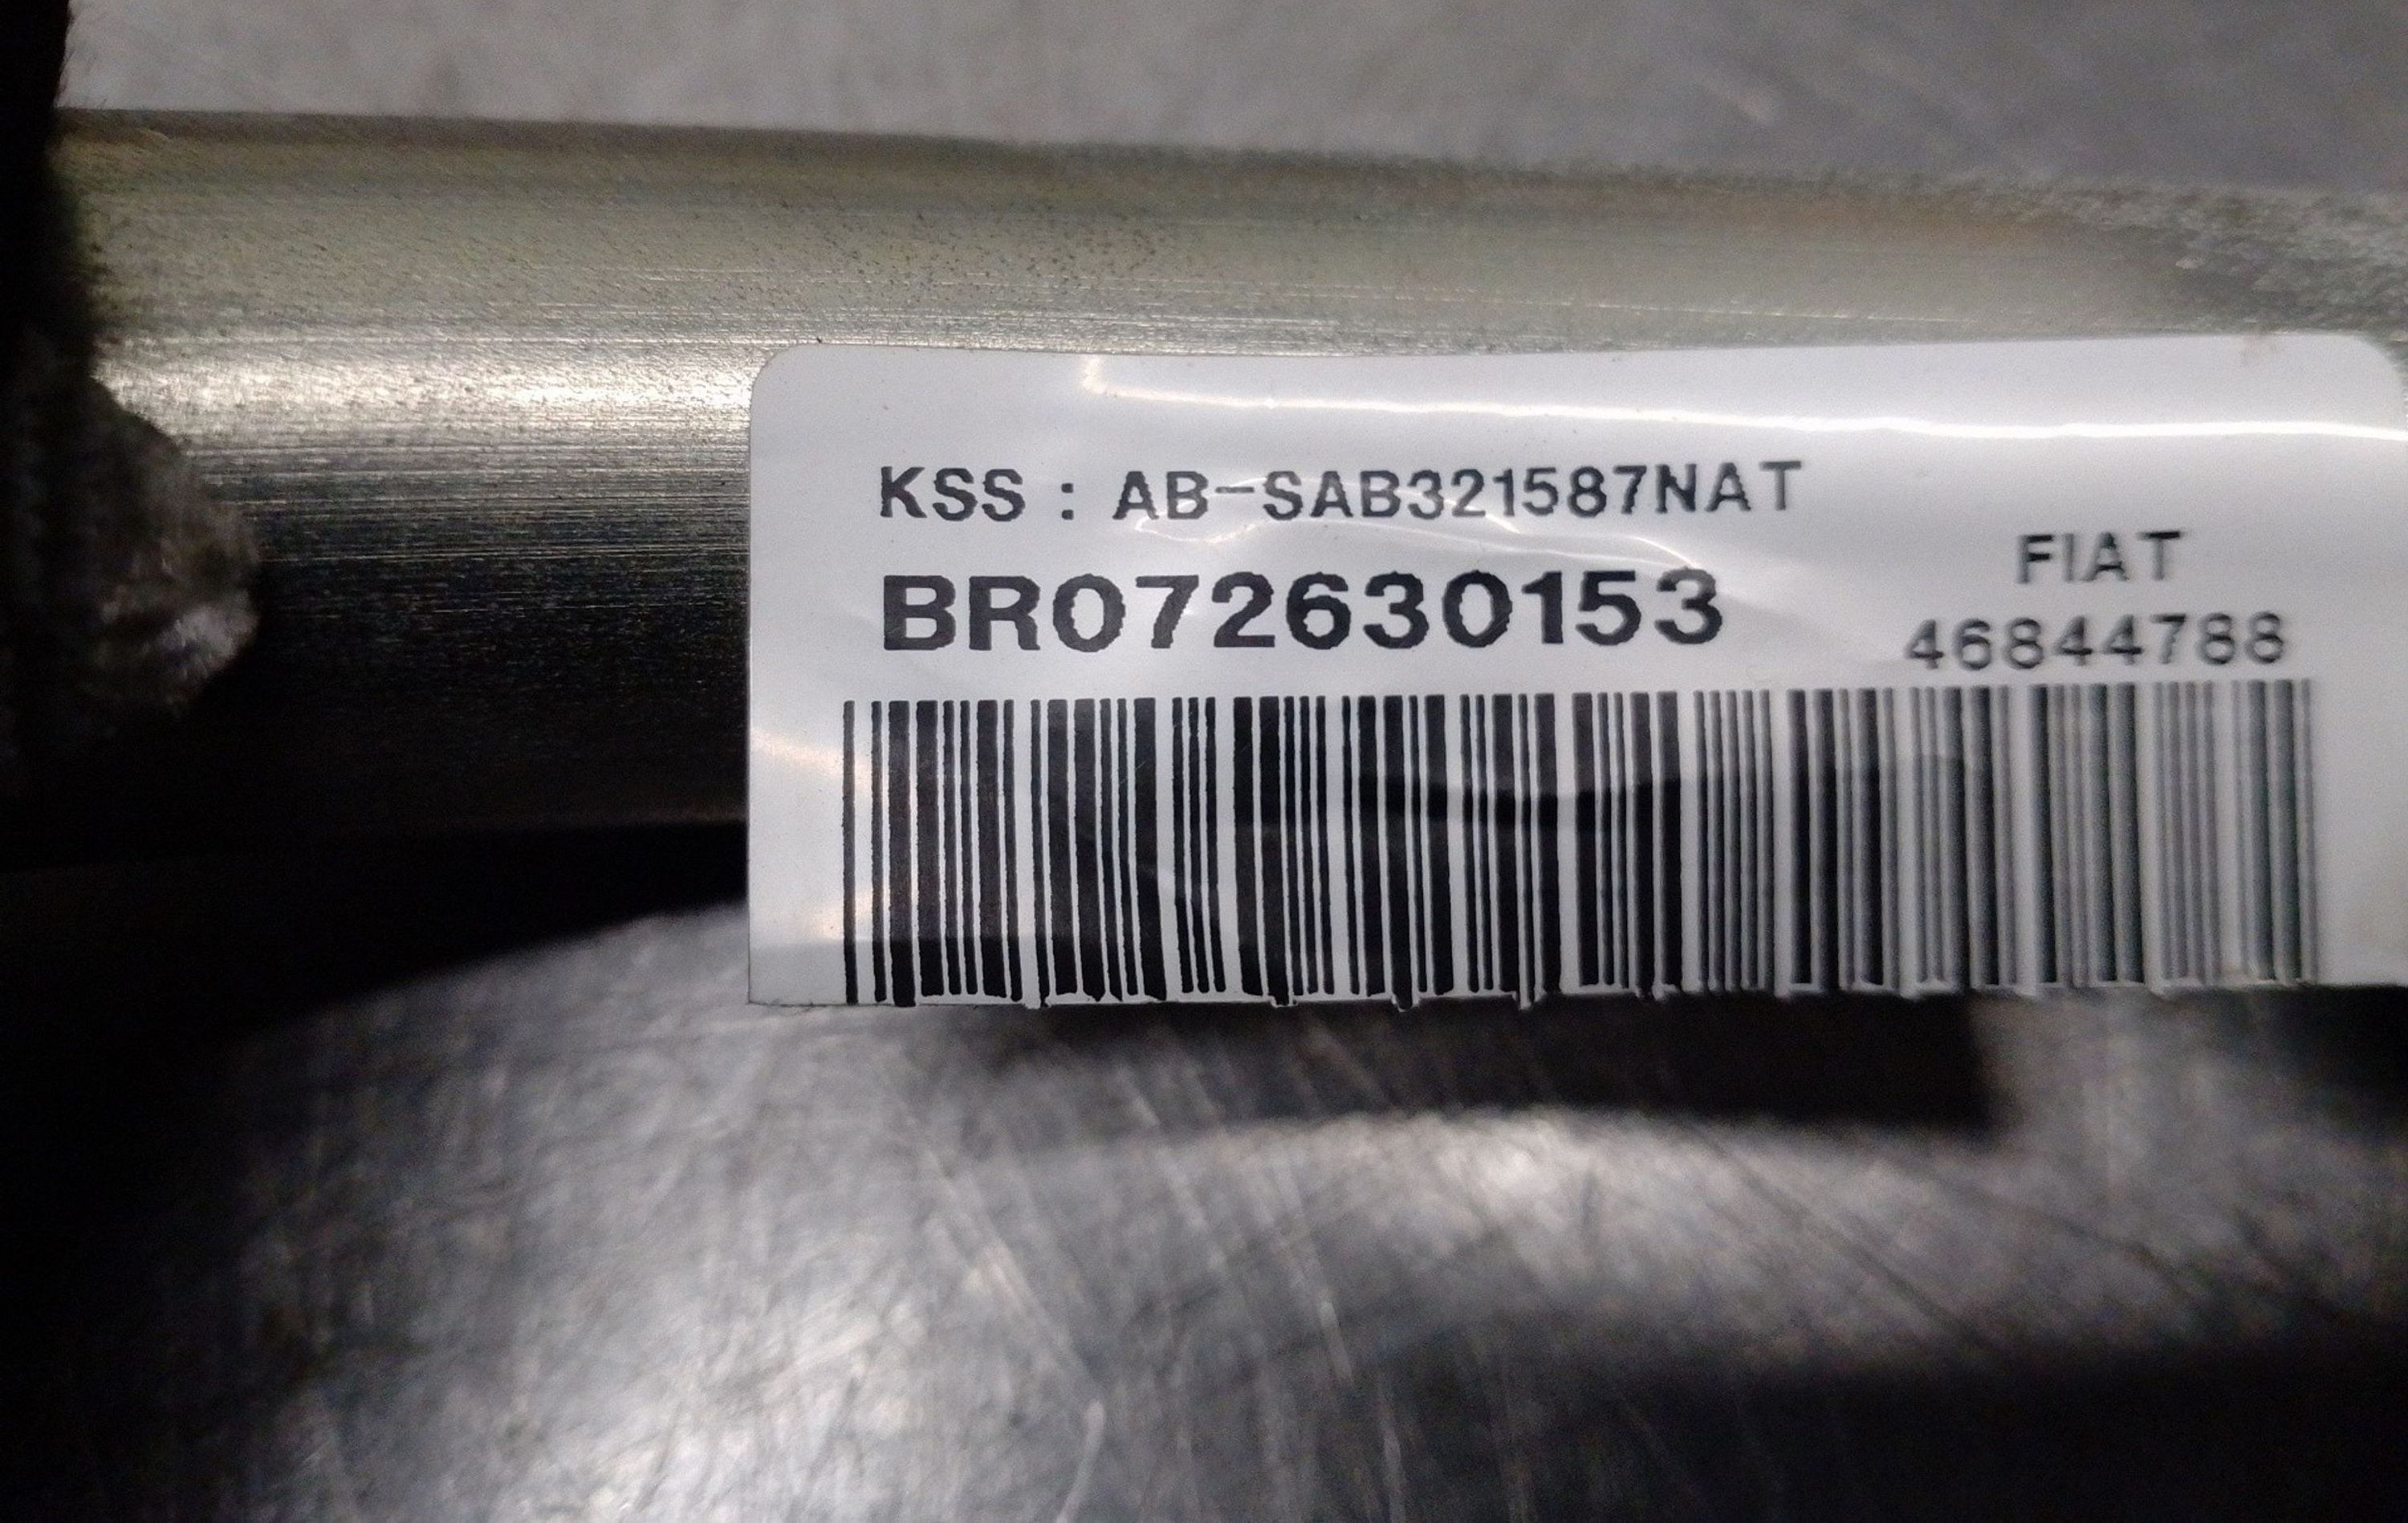 KSS : AB-SAB321587NAT
FIAT
BR072630153
46844788